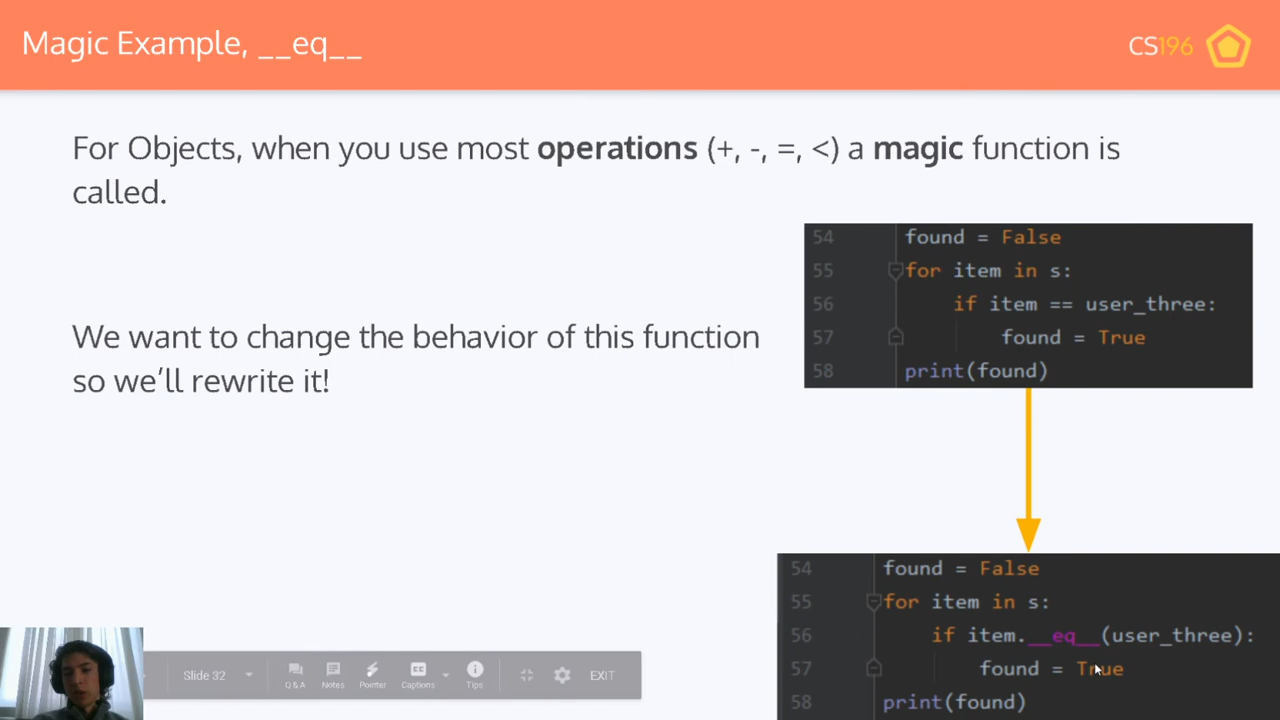 Magic Example, __eq__
CS196
For Objects, when you use most operations (+, -, =, <) a magic function is
called.
We want to change the behavior of this function
so we'll rewrite it!
54 found = False
55 for item in s:
56 if item == user_three:
57 found = True
58 print(found)
54 found = False
55 for item in s:
56 if item.__eq__(user_three):
57 found = True
58 print(found)
Slide 32
Q & A
Notes
Pointer
Captions
Tips
EXIT